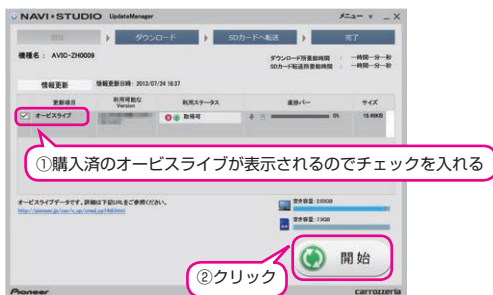 NAVI*STUDIO UpdateManager メニュー
ダウンロード SDカードへ転送 完了
機種名 : AVIC-ZH0009
ダウンロード所要総時間 : --時間--分--秒
SDカード転送所要総時間 : --時間--分--秒
情報更新 情報更新日時 : 2013/07/24 18:37
更新項目 利用可能な Version 利用ステータス 進捗バー サイズ
オービスライブ 取得可 0% 16.49KB
①購入済のオービスライブが表示されるのでチェックを入れる
オービスライブデータです。詳細は下記URLをご参照ください。
空き容量
空き容量
開始
②クリック
Pioneer carrozzeria